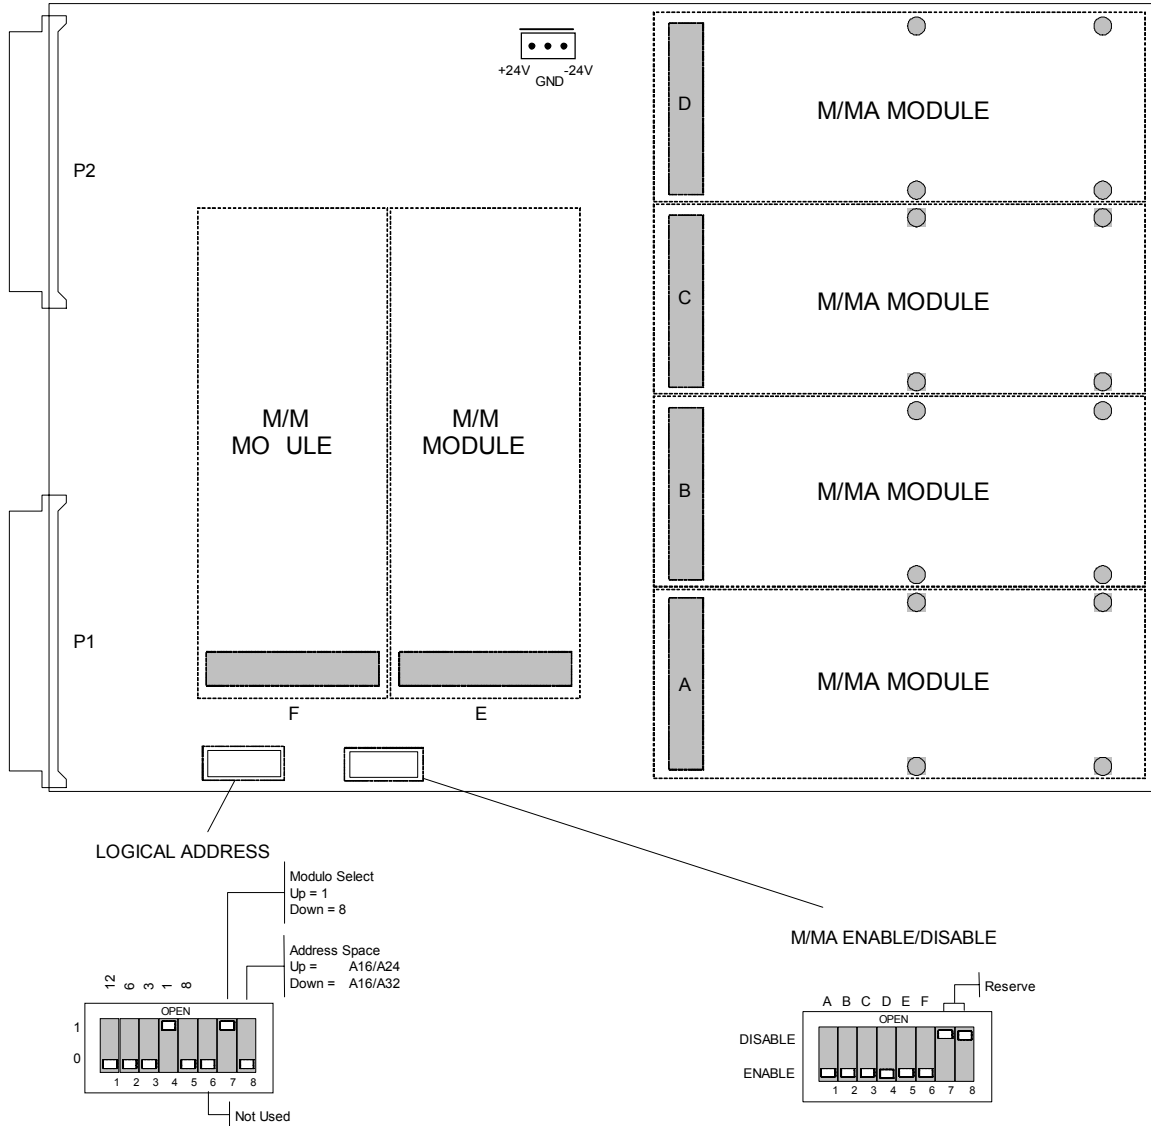 +24V
-24V
GND
D
M/MA MODULE
P2
C
M/MA MODULE
M/M
MO ULE
M/M
MODULE
B
M/MA MODULE
P1
A
M/MA MODULE
F
E
LOGICAL ADDRESS
Modulo Select
Up = 1
Down = 8
Address Space
Up = A16/A24
Down = A16/A32
12 6 3 1 8
OPEN
1
0
1 2 3 4 5 6 7 8
Not Used
M/MA ENABLE/DISABLE
Reserve
A B C D E F
OPEN
DISABLE
ENABLE
1 2 3 4 5 6 7 8